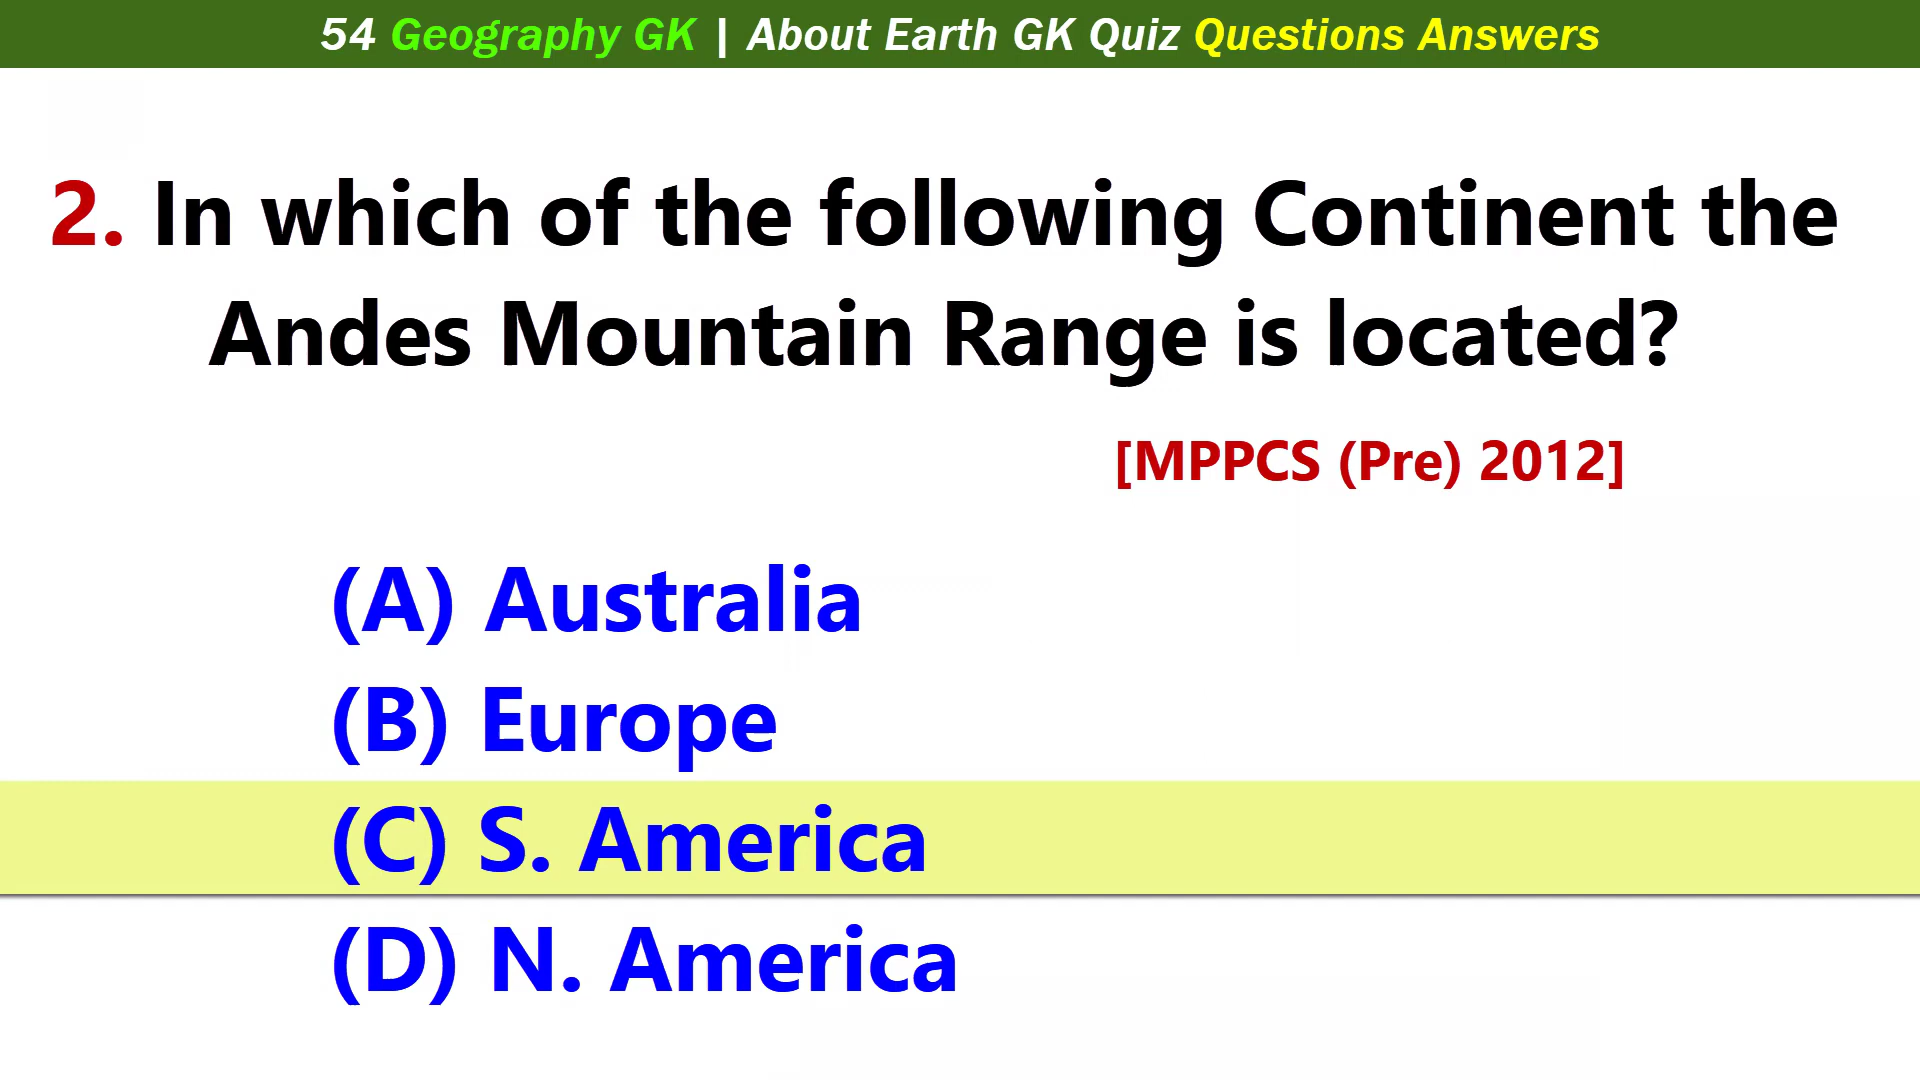 54 Geography GK | About Earth GK Quiz Questions Answers
2. In which of the following Continent the
Andes Mountain Range is located?
[MPPCS (Pre) 2012]
(A) Australia
(B) Europe
(C) S. America
(D) N. America